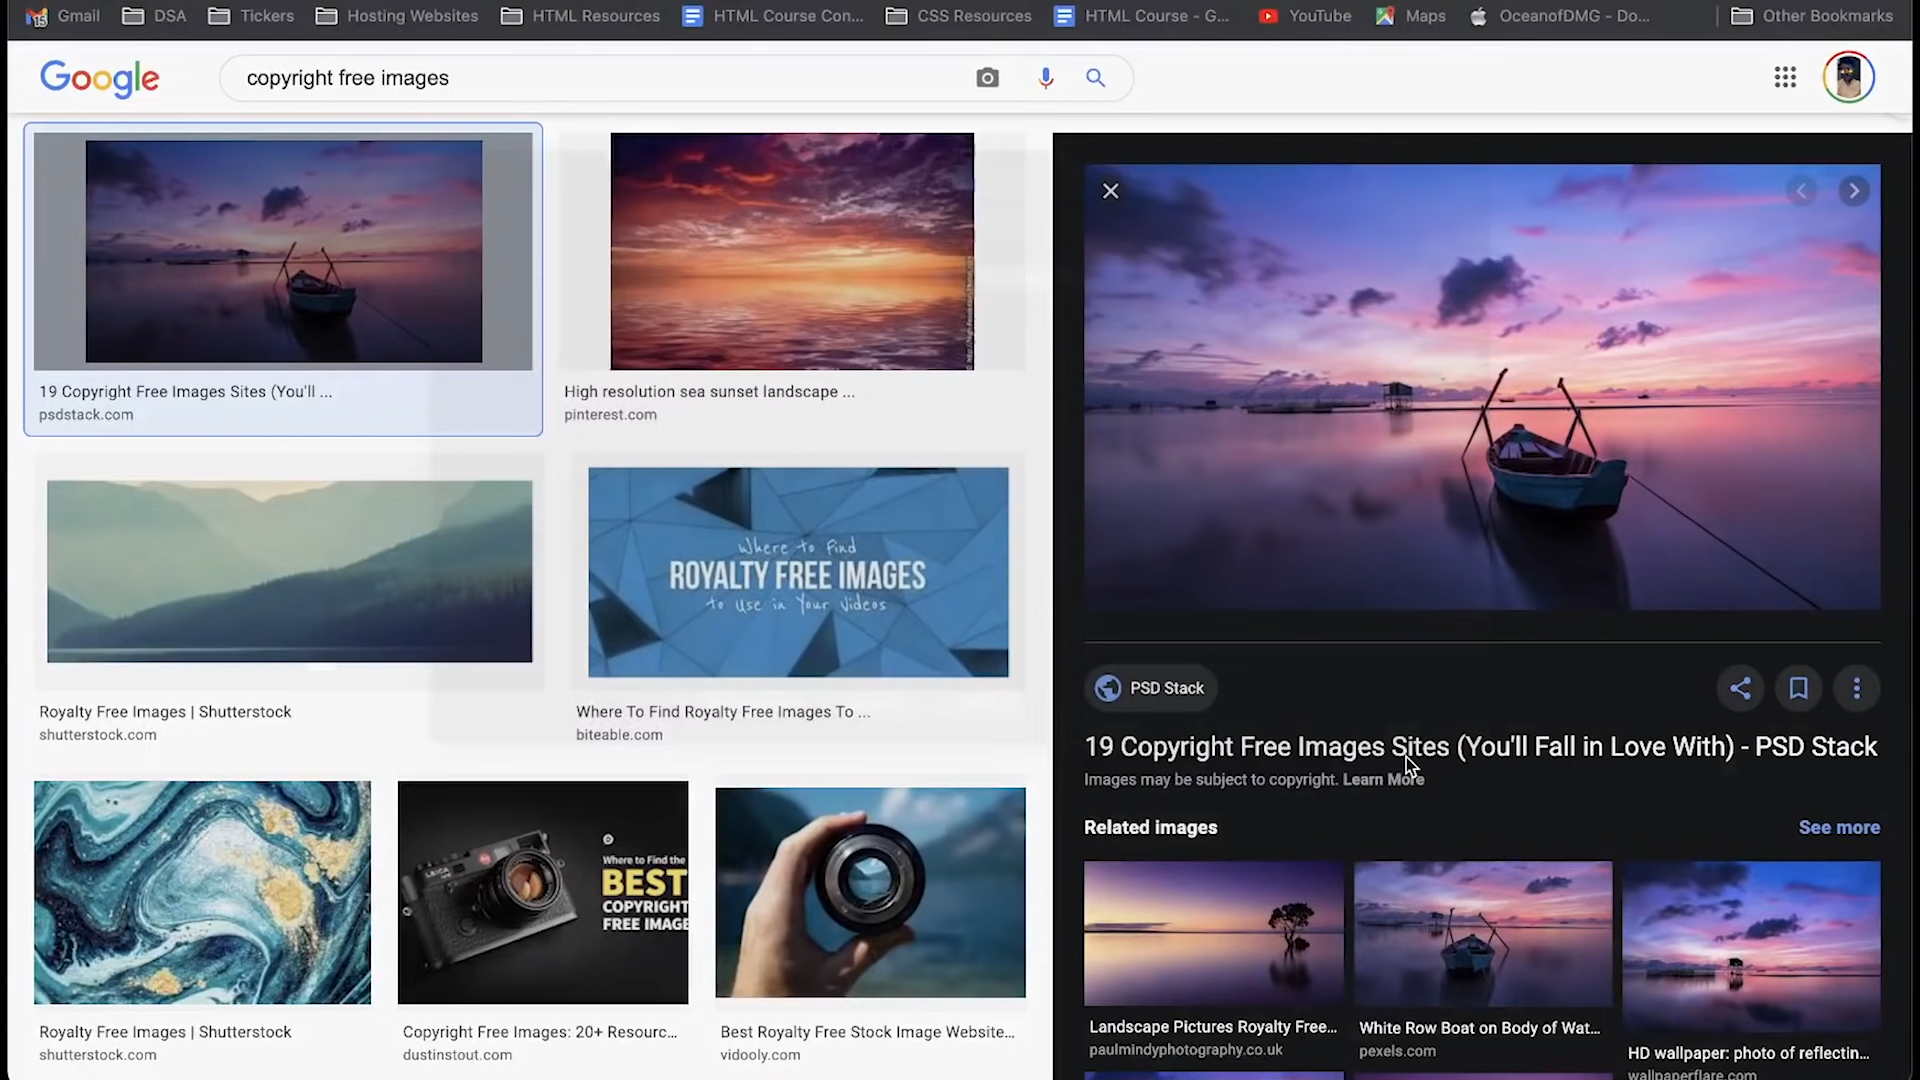 15 Gmail DSA Tickers Hosting Websites HTML Resources HTML Course Con... CSS Resources HTML Course - G... YouTube Maps OceanofDMG - Do... Other Bookmarks
Google copyright free images
19 Copyright Free Images Sites (You'll ...
psdstack.com
High resolution sea sunset landscape ...
pinterest.com
Royalty Free Images | Shutterstock
shutterstock.com
Where to Find
ROYALTY FREE IMAGES
to Use in Your Videos
Where To Find Royalty Free Images To ...
biteable.com
Royalty Free Images | Shutterstock
shutterstock.com
LEICA
Where to Find the
BEST
COPYRIGHT
FREE IMAGE
Copyright Free Images: 20+ Resourc...
dustinstout.com
Best Royalty Free Stock Image Website...
vidooly.com
PSD Stack
19 Copyright Free Images Sites (You'll Fall in Love With) - PSD Stack
Images may be subject to copyright. Learn More
Related images
See more
Landscape Pictures Royalty Free...
paulmindyphotography.co.uk
White Row Boat on Body of Wat...
pexels.com
HD wallpaper: photo of reflectin...
wallpaperflare.com